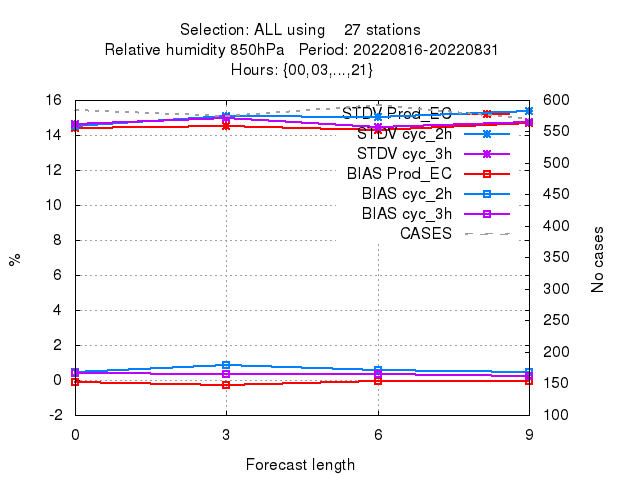 Selection: ALL using 27 stations
Relative humidity 850hPa Period: 20220816-20220831
Hours: {00,03,...,21}
16
14
12
10
8
6
4
2
0
-2
%
600
550
500
450
400
350
300
250
200
150
100
No cases
STDV Prod_EC
STDV cyc_2h
STDV cyc_3h
BIAS Prod_EC
BIAS cyc_2h
BIAS cyc_3h
CASES
0 3 6 9
Forecast length